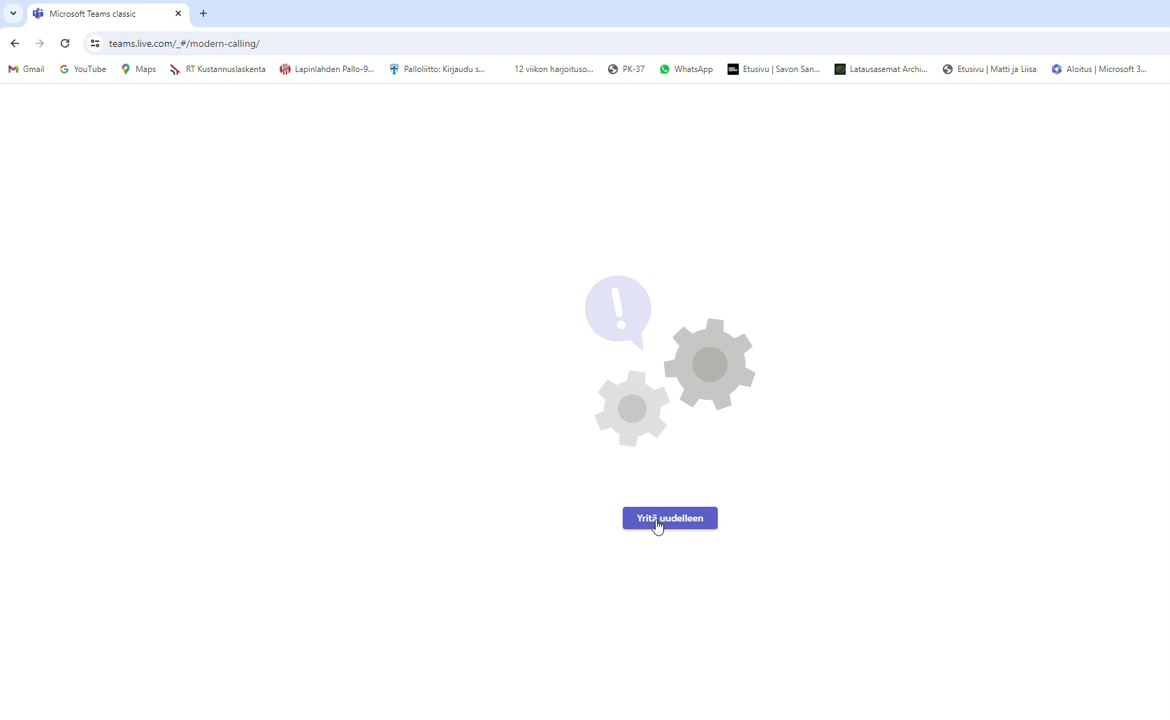 Microsoft Teams classic
teams.live.com/_#/modern-calling/
Gmail YouTube Maps RT Kustannuslaskenta Lapinlahden Pallo-9... Palloliitto: Kirjaudu s... 12 viikon harjoituso... PK-37 WhatsApp Etusivu | Savon San... Latausasemat Archi... Etusivu | Matti ja Liisa Aloitus | Microsoft 3...
Yritä uudelleen